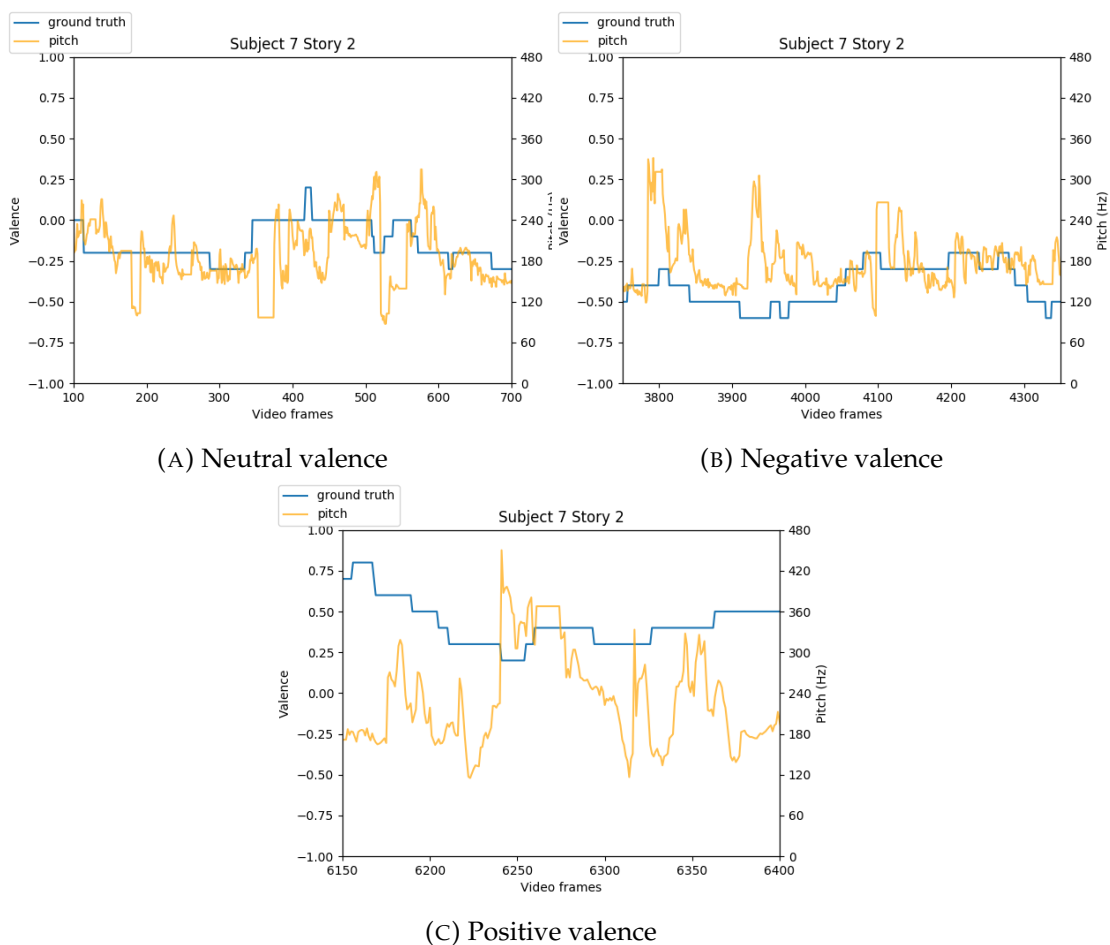 ground truth
pitch
Subject 7 Story 2
1.00
0.75
0.50
0.25
0.00
−0.25
−0.50
−0.75
−1.00
Valence
480
420
360
300
240
180
120
60
0
Pitch (Hz)
100 200 300 400 500 600 700
Video frames
(A) Neutral valence
ground truth
pitch
Subject 7 Story 2
1.00
0.75
0.50
0.25
0.00
−0.25
−0.50
−0.75
−1.00
Valence
480
420
360
300
240
180
120
60
0
Pitch (Hz)
3800 3900 4000 4100 4200 4300
Video frames
(B) Negative valence
ground truth
pitch
Subject 7 Story 2
1.00
0.75
0.50
0.25
0.00
−0.25
−0.50
−0.75
−1.00
Valence
480
420
360
300
240
180
120
60
0
Pitch (Hz)
6150 6200 6250 6300 6350 6400
Video frames
(C) Positive valence